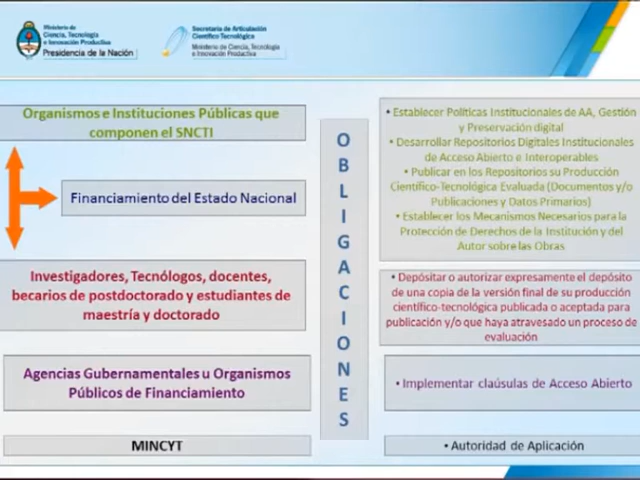 Ministerio de
Ciencia, Tecnología
e Innovación Productiva
Presidencia de la Nación
Secretaría de Articulación
Científico Tecnológica
Ministerio de Ciencia, Tecnología
e Innovación Productiva
Organismos e Instituciones Públicas que
componen el SNCTI
Financiamiento del Estado Nacional
Investigadores, Tecnólogos, docentes,
becarios de postdoctorado y estudiantes de
maestría y doctorado
Agencias Gubernamentales u Organismos
Públicos de Financiamiento
MINCYT
O
B
L
I
G
A
C
I
O
N
E
S
• Establecer Políticas Institucionales de AA, Gestión
y Preservación digital
• Desarrollar Repositorios Digitales Institucionales
de Acceso Abierto e Interoperables
• Publicar en los Repositorios su Producción
Científico-Tecnológica Evaluada (Documentos y/o
Publicaciones y Datos Primarios)
• Establecer los Mecanismos Necesarios para la
Protección de Derechos de la Institución y del
Autor sobre las Obras
• Depósitar o autorizar expresamente el depósito
de una copia de la versión final de su producción
científico-tecnológica publicada o aceptada para
publicación y/o que haya atravesado un proceso de
evaluación
• Implementar claúsulas de Acceso Abierto
• Autoridad de Aplicación